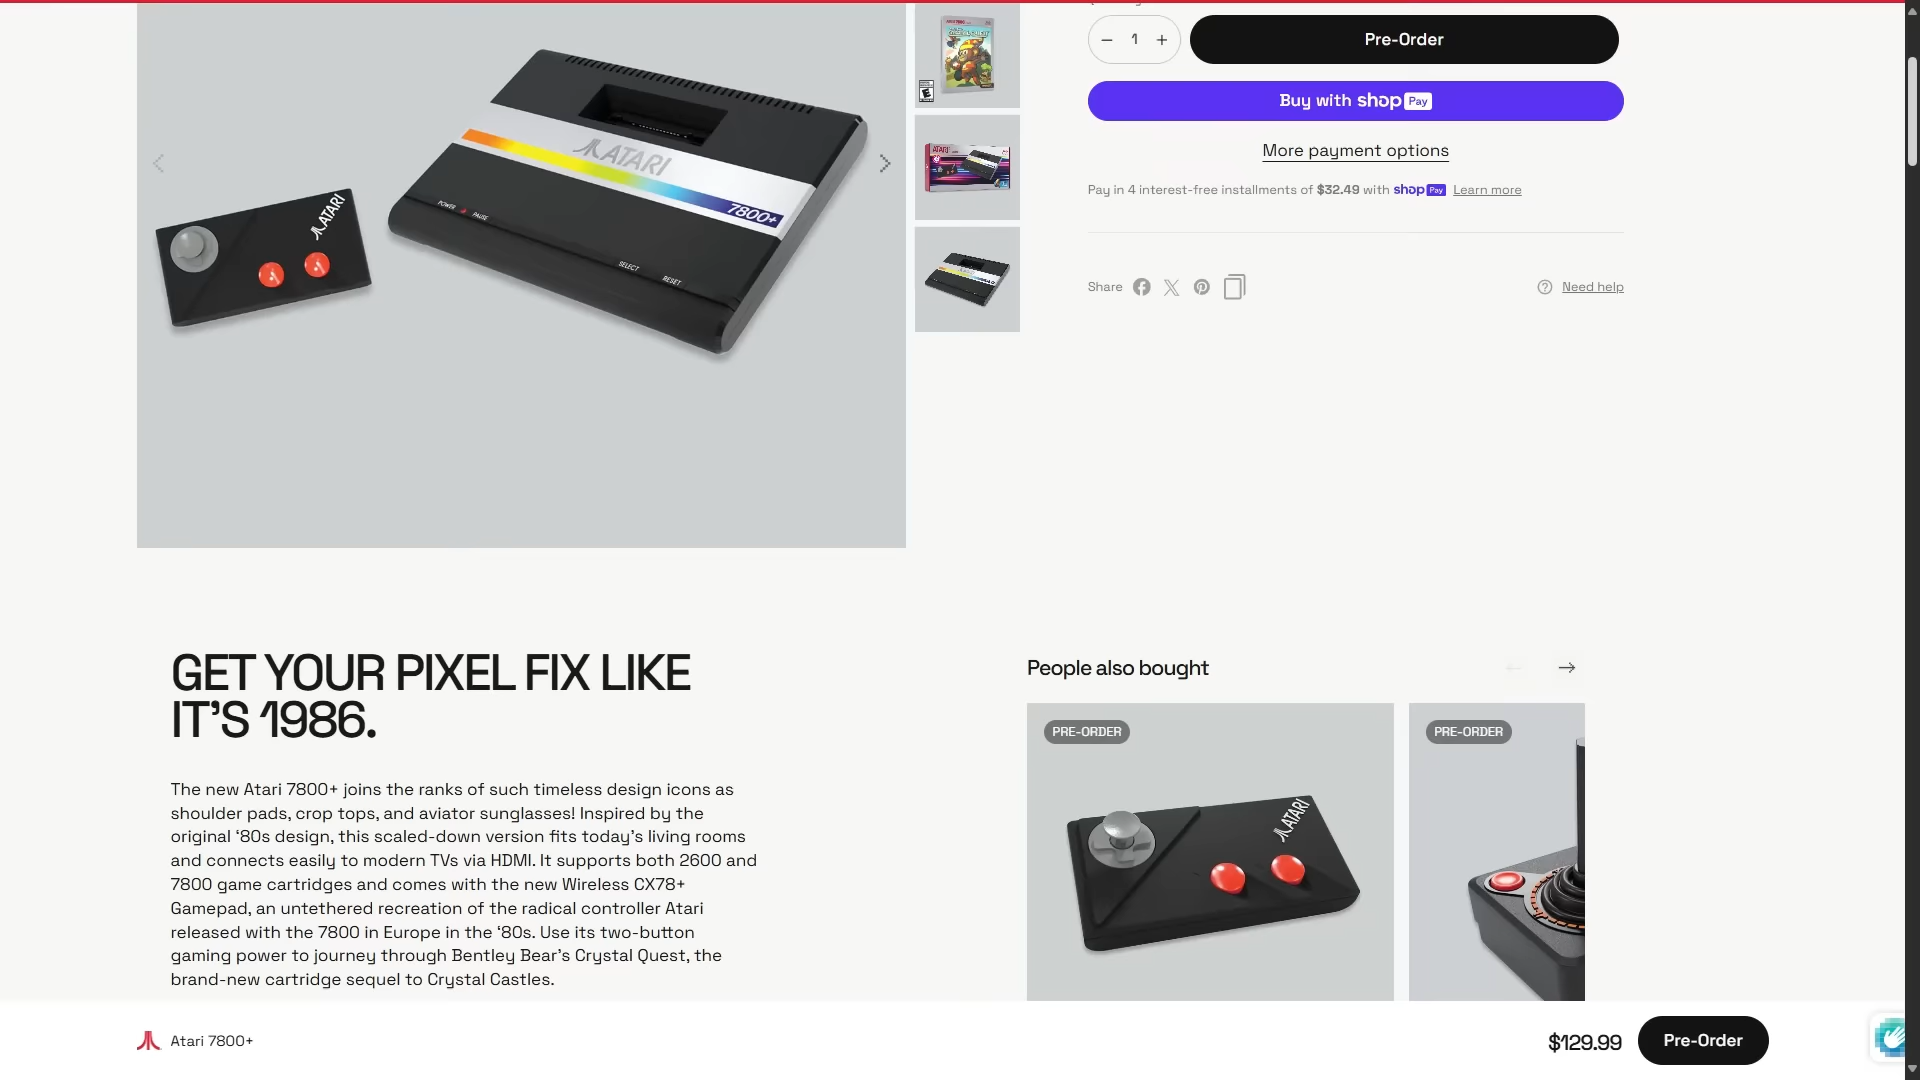 ATARI
7800+
POWER
PAUSE
SELECT
RESET
ATARI
E
ATARI
1
Pre-Order
Buy with shop Pay
More payment options
Pay in 4 interest-free installments of $32.49 with shop Pay Learn more
Share
Need help
GET YOUR PIXEL FIX LIKE
IT’S 1986.
The new Atari 7800+ joins the ranks of such timeless design icons as
shoulder pads, crop tops, and aviator sunglasses! Inspired by the
original ‘80s design, this scaled-down version fits today’s living rooms
and connects easily to modern TVs via HDMI. It supports both 2600 and
7800 game cartridges and comes with the new Wireless CX78+
Gamepad, an untethered recreation of the radical controller Atari
released with the 7800 in Europe in the ‘80s. Use its two-button
gaming power to journey through Bentley Bear’s Crystal Quest, the
brand-new cartridge sequel to Crystal Castles.
People also bought
PRE-ORDER
ATARI
PRE-ORDER
Atari 7800+
$129.99
Pre-Order